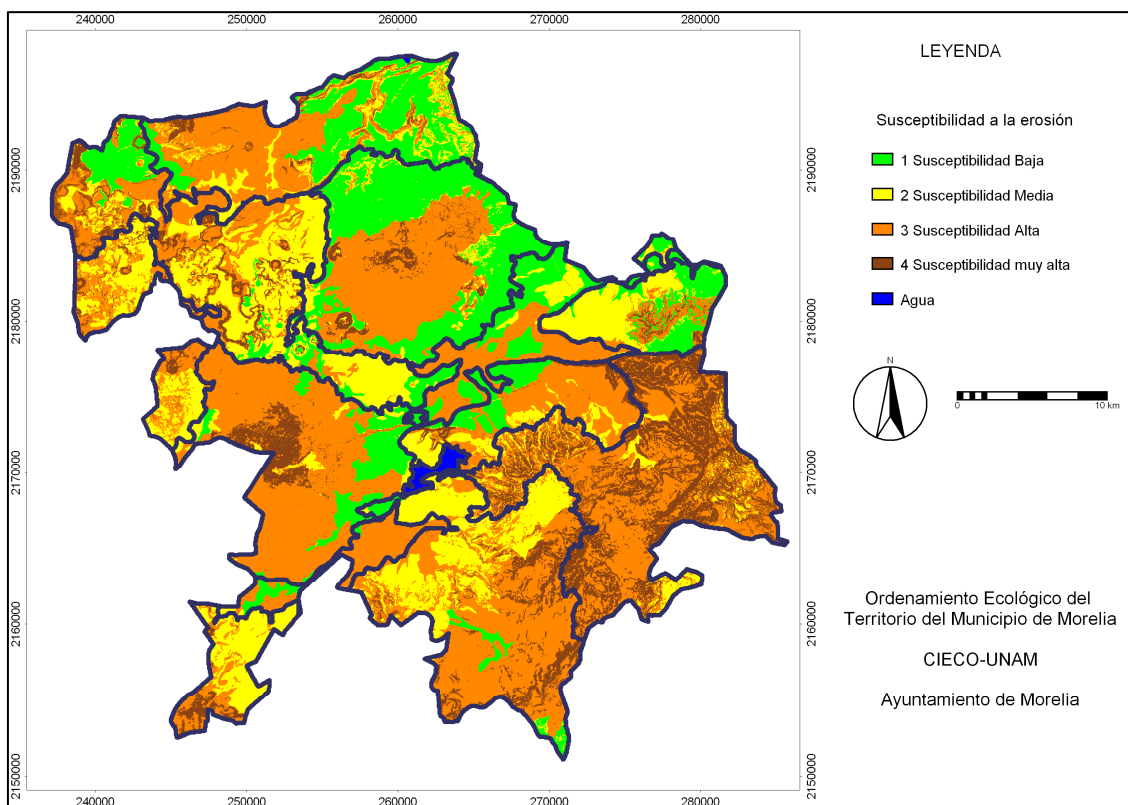 240000 250000 260000 270000 280000
2190000
2180000
2170000
2160000
2150000
2190000
2180000
2170000
2160000
2150000
240000 250000 260000 270000 280000
LEYENDA
Susceptibilidad a la erosión
1 Susceptibilidad Baja
2 Susceptibilidad Media
3 Susceptibilidad Alta
4 Susceptibilidad muy alta
Agua
N
0 10 km
Ordenamiento Ecológico del
Territorio del Municipio de Morelia
CIECO-UNAM
Ayuntamiento de Morelia